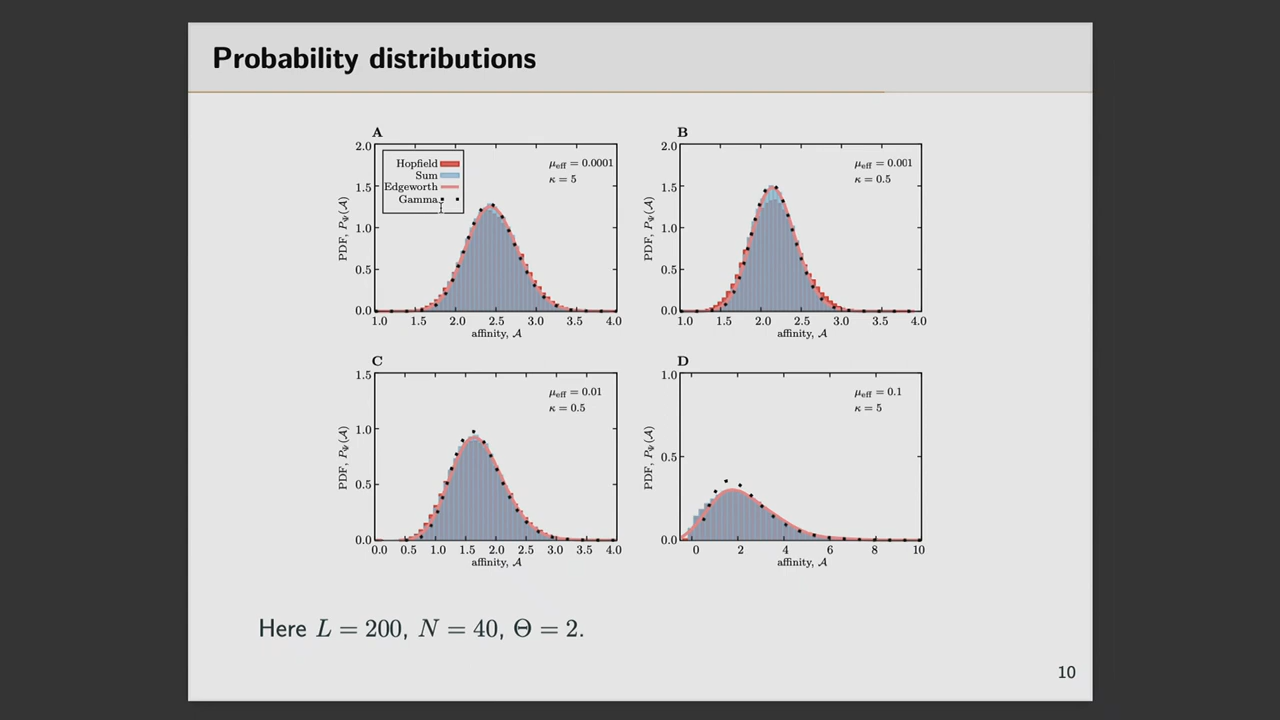 Probability distributions
A
2.0
1.5
1.0
0.5
0.0
PDF, P_Ψ(𝒜)
Hopfield
Sum
Edgeworth
Gamma
μ_eff = 0.0001
κ = 5
1.0 1.5 2.0 2.5 3.0 3.5 4.0
affinity, 𝒜
B
2.0
1.5
1.0
0.5
0.0
PDF, P_Ψ(𝒜)
μ_eff = 0.001
κ = 0.5
1.0 1.5 2.0 2.5 3.0 3.5 4.0
affinity, 𝒜
C
1.5
1.0
0.5
0.0
PDF, P_Ψ(𝒜)
μ_eff = 0.01
κ = 0.5
0.0 0.5 1.0 1.5 2.0 2.5 3.0 3.5 4.0
affinity, 𝒜
D
1.0
0.5
0.0
PDF, P_Ψ(𝒜)
μ_eff = 0.1
κ = 5
0 2 4 6 8 10
affinity, 𝒜
Here L = 200, N = 40, Θ = 2.
10